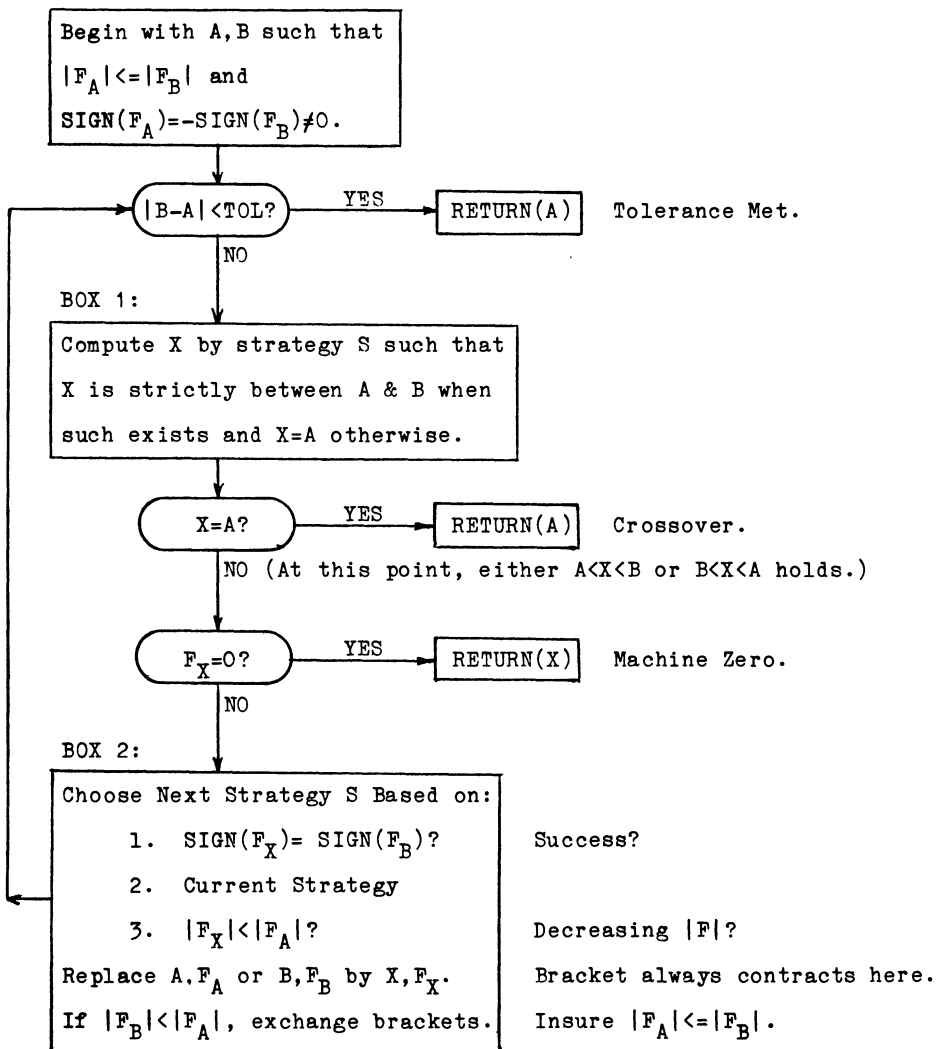 Begin with A,B such that
|F_A|<=|F_B| and
SIGN(F_A)=-SIGN(F_B)≠0.
|B-A|<TOL?
YES
RETURN(A)
Tolerance Met.
NO
BOX 1:
Compute X by strategy S such that
X is strictly between A & B when
such exists and X=A otherwise.
X=A?
YES
RETURN(A)
Crossover.
NO (At this point, either A<X<B or B<X<A holds.)
F_X=0?
YES
RETURN(X)
Machine Zero.
NO
BOX 2:
Choose Next Strategy S Based on:
1. SIGN(F_X)= SIGN(F_B)? Success?
2. Current Strategy
3. |F_X|<|F_A|? Decreasing |F|?
Replace A,F_A or B,F_B by X,F_X. Bracket always contracts here.
If |F_B|<|F_A|, exchange brackets. Insure |F_A|<=|F_B|.